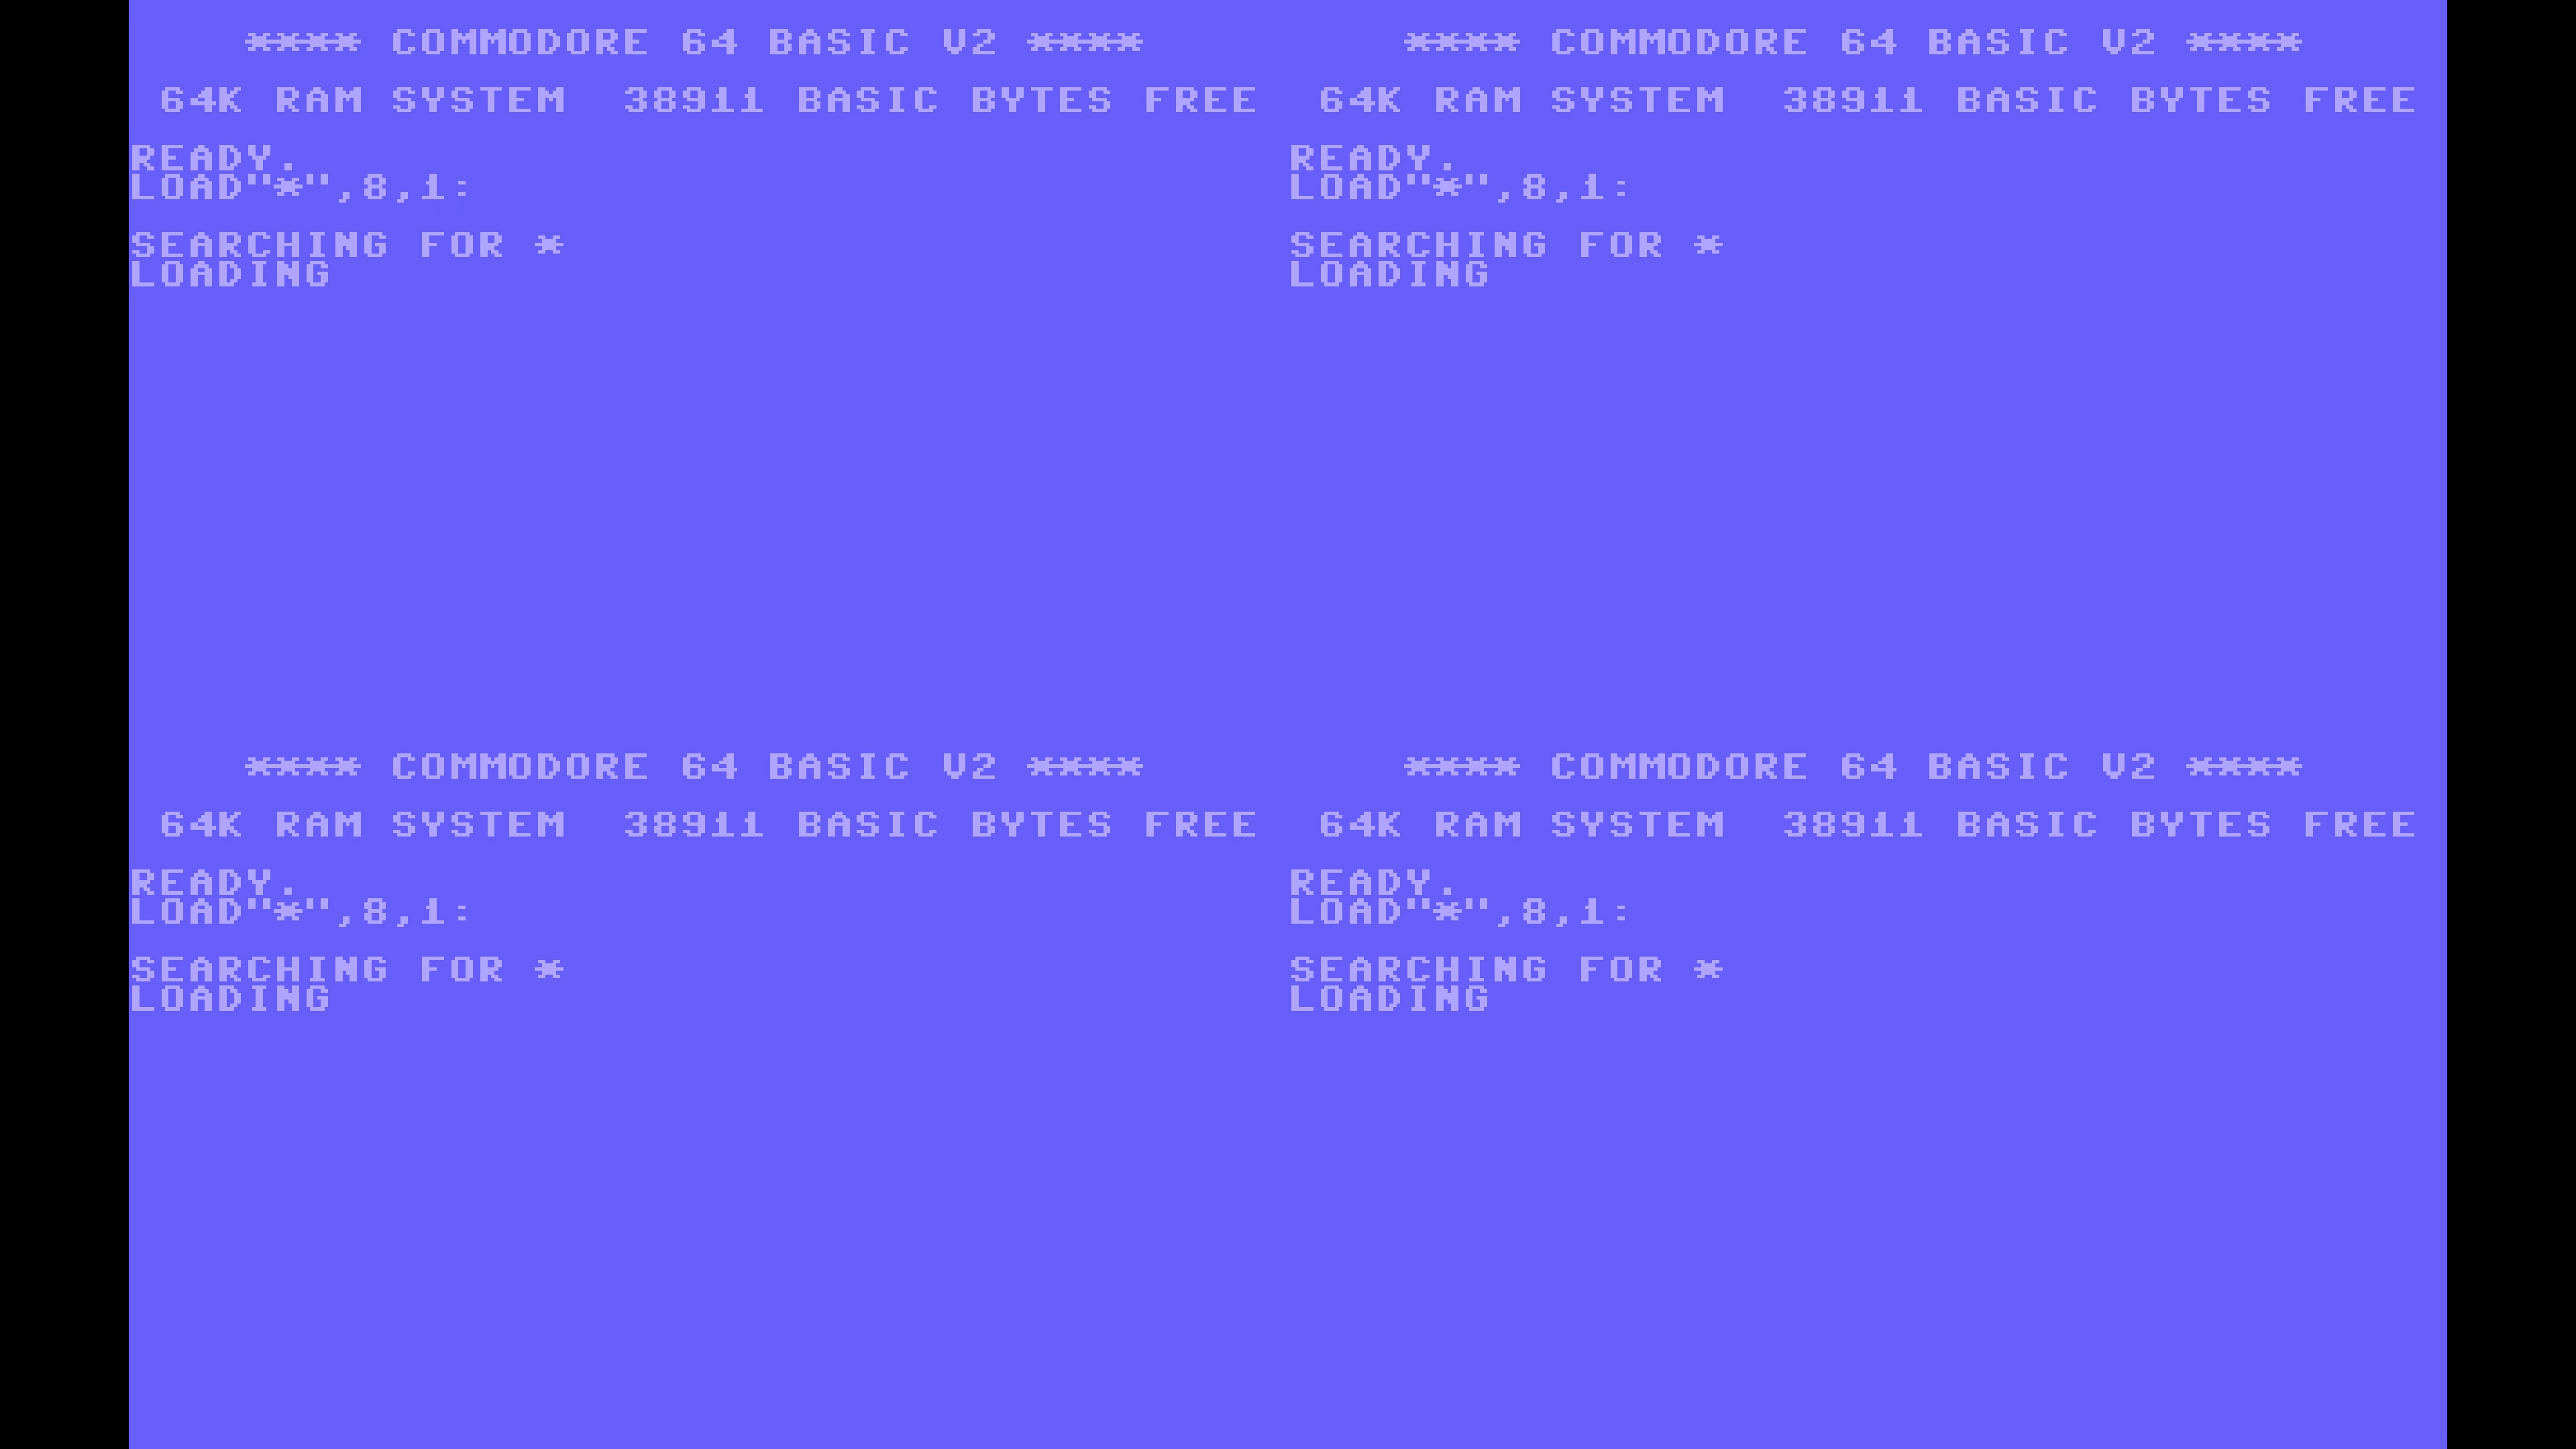 **** COMMODORE 64 BASIC V2 ****
64K RAM SYSTEM  38911 BASIC BYTES FREE
READY.
LOAD"*",8,1:
SEARCHING FOR *
LOADING
**** COMMODORE 64 BASIC V2 ****
64K RAM SYSTEM  38911 BASIC BYTES FREE
READY.
LOAD"*",8,1:
SEARCHING FOR *
LOADING
**** COMMODORE 64 BASIC V2 ****
64K RAM SYSTEM  38911 BASIC BYTES FREE
READY.
LOAD"*",8,1:
SEARCHING FOR *
LOADING
**** COMMODORE 64 BASIC V2 ****
64K RAM SYSTEM  38911 BASIC BYTES FREE
READY.
LOAD"*",8,1:
SEARCHING FOR *
LOADING